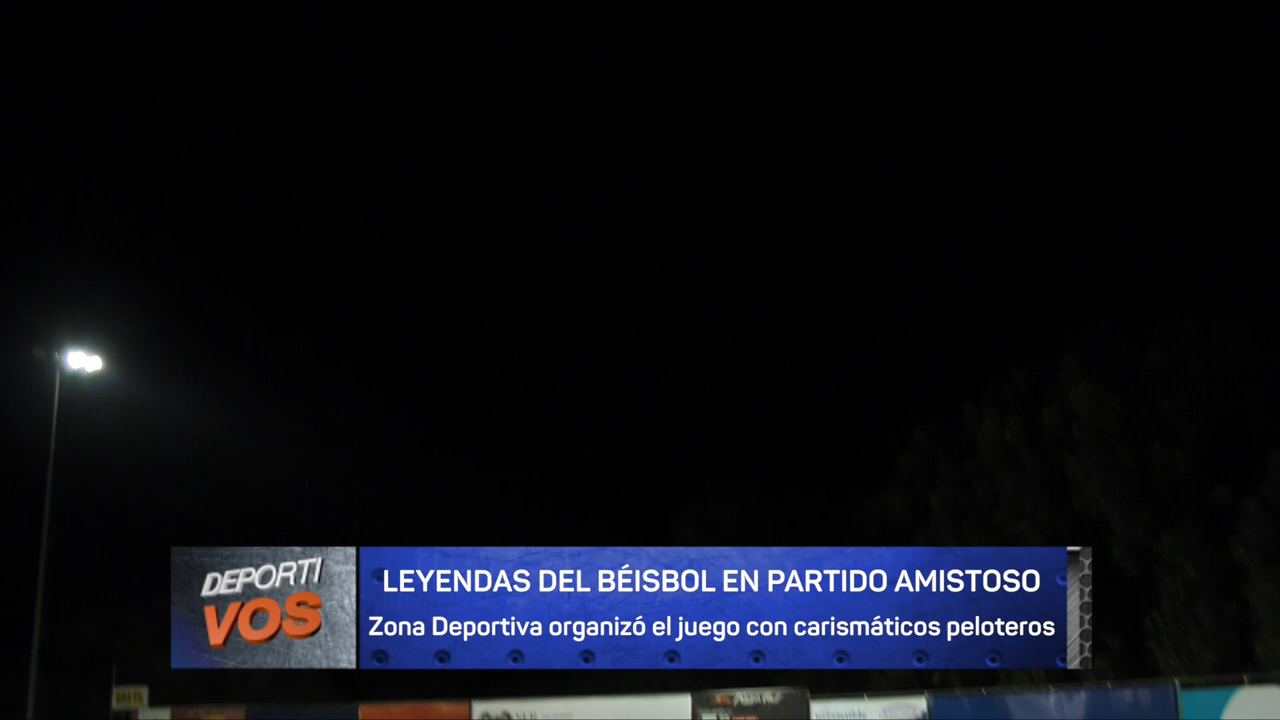 DEPORTI
VOS
LEYENDAS DEL BÉISBOL EN PARTIDO AMISTOSO
Zona Deportiva organizó el juego con carismáticos peloteros